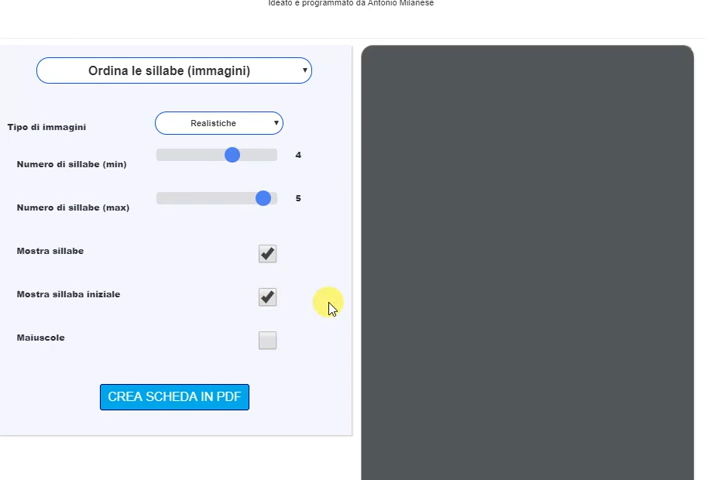 Ideato e programmato da Antonio Milanese
Ordina le sillabe (immagini)
Tipo di immagini
Realistiche
Numero di sillabe (min)
4
Numero di sillabe (max)
5
Mostra sillabe
Mostra sillaba iniziale
Maiuscole
CREA SCHEDA IN PDF